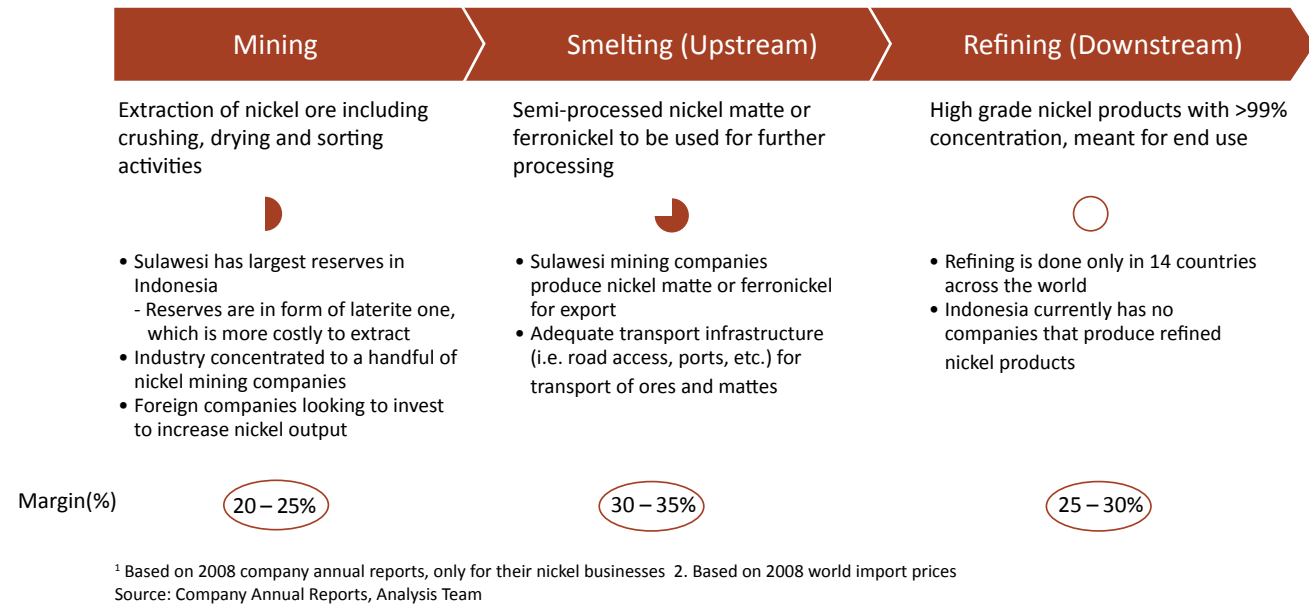 Mining
Smelting (Upstream)
Refining (Downstream)
Extraction of nickel ore including
crushing, drying and sorting
activities
Semi-processed nickel matte or
ferronickel to be used for further
processing
High grade nickel products with >99%
concentration, meant for end use
• Sulawesi has largest reserves in
Indonesia
- Reserves are in form of laterite one,
which is more costly to extract
• Industry concentrated to a handful of
nickel mining companies
• Foreign companies looking to invest
to increase nickel output
• Sulawesi mining companies
produce nickel matte or ferronickel
for export
• Adequate transport infrastructure
(i.e. road access, ports, etc.) for
transport of ores and mattes
• Refining is done only in 14 countries
across the world
• Indonesia currently has no
companies that produce refined
nickel products
Margin(%)
20 – 25%
30 – 35%
25 – 30%
¹ Based on 2008 company annual reports, only for their nickel businesses 2. Based on 2008 world import prices
Source: Company Annual Reports, Analysis Team